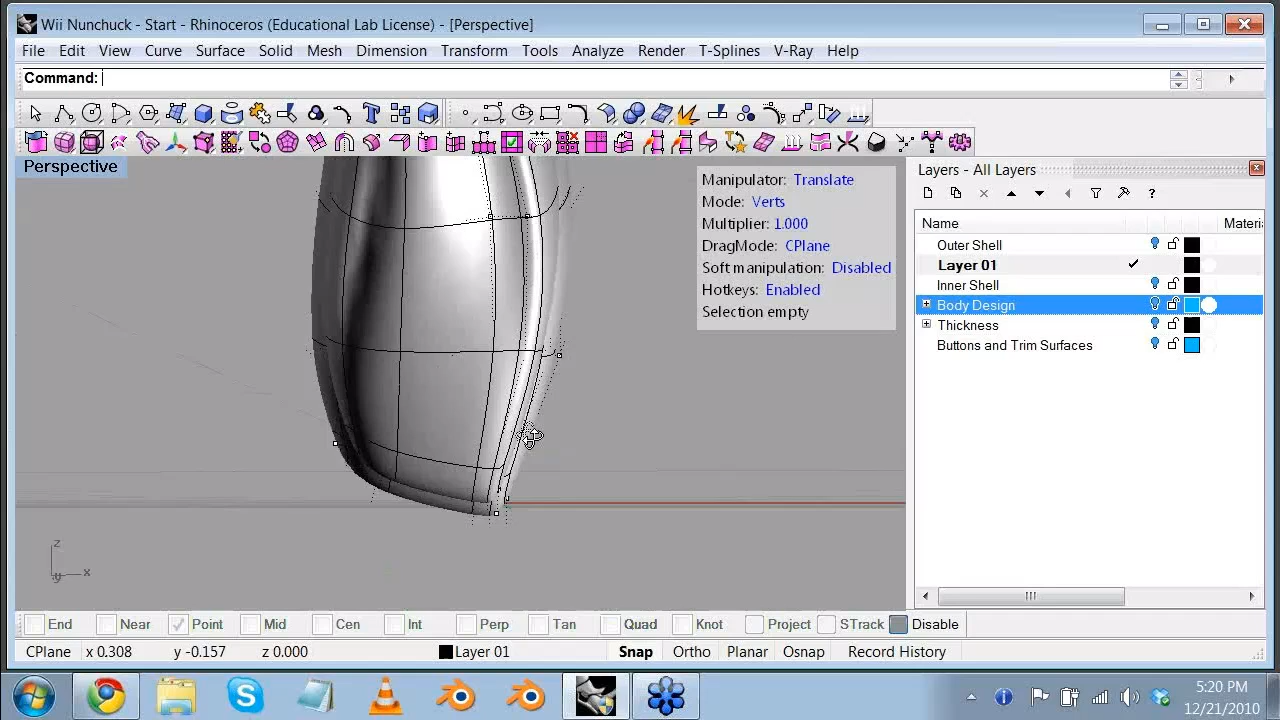 Wii Nunchuck - Start - Rhinoceros (Educational Lab License) - [Perspective]
File Edit View Curve Surface Solid Mesh Dimension Transform Tools Analyze Render T-Splines V-Ray Help
Command:
Perspective
Manipulator: Translate
Mode: Verts
Multiplier: 1.000
DragMode: CPlane
Soft manipulation: Disabled
Hotkeys: Enabled
Selection empty
z
y x
Layers - All Layers
Name Materi
Outer Shell
Layer 01
Inner Shell
Body Design
Thickness
Buttons and Trim Surfaces
End Near Point Mid Cen Int Perp Tan Quad Knot Project STrack Disable
CPlane x 0.308 y -0.157 z 0.000 Layer 01 Snap Ortho Planar Osnap Record History
5:20 PM
12/21/2010